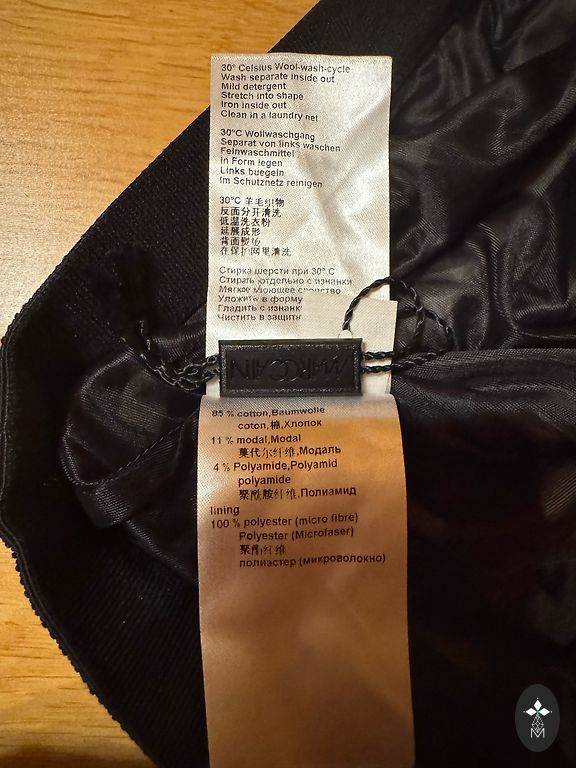 30° Celsius Wool-wash-cycle
Wash separate inside out
Mild detergent
Stretch into shape
Iron inside out
Clean in a laundry net
30°C Wollwaschgang
Separat von links waschen
Feinwaschmittel
in Form legen
Links buegeln
Im Schutznetz reinigen
30°C 羊毛织物
反面分开清洗
低温洗衣粉
延展成形
背面熨烫
在保护网里清洗
Стирка шерсти при 30° C
Стирать отдельно с изнанки
Мягкое моющее средство
Уложить в форму
Гладить с изнанки
Чистить в защитн
MARCCAIN
85 % cotton,Baumwolle
coton,棉,Хлопок
11 % modal,Modal
莫代尔纤维,Модаль
4 % Polyamide,Polyamid
polyamide
聚酰胺纤维,Полиамид
lining
100 % polyester (micro fibre)
Polyester (Microfaser)
聚酯纤维
полиэстер (микроволокно)
M